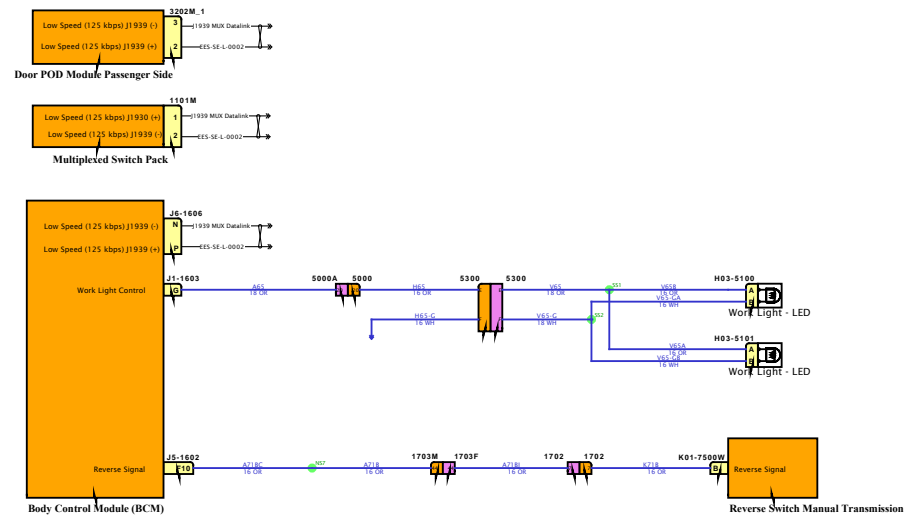 3202M_1
Low Speed (125 kbps) J1939 (-) 3 J1939 MUX Datalink
Low Speed (125 kbps) J1939 (+) 2 EES-SE-L-0002
Door POD Module Passenger Side
1101M
Low Speed (125 kbps) J1930 (+) 1 J1939 MUX Datalink
Low Speed (125 kbps) J1939 (-) 2 EES-SE-L-0002
Multiplexed Switch Pack
J6-1606
Low Speed (125 kbps) J1939 (-) N J1939 MUX Datalink
Low Speed (125 kbps) J1939 (+) P EES-SE-L-0002
J1-1603 5000A 5000 5300 5300 H03-5100
Work Light Control G A65 H65 V65 SS1 V65B A
18 OR 16 OR 18 OR 16 OR
V65-GA B
16 WH
Work Light - LED
H65-G V65-G SS2
16 WH 18 WH
H03-5101
V65A A
16 OR
V65-GB B
16 WH
Work Light - LED
J5-1602 1703M 1703F 1702 1702 K01-7500W
Reverse Signal F10 A718C NS7 A718 A718J K718 B Reverse Signal
16 OR 16 OR 16 OR 16 OR
Body Control Module (BCM)
Reverse Switch Manual Transmission